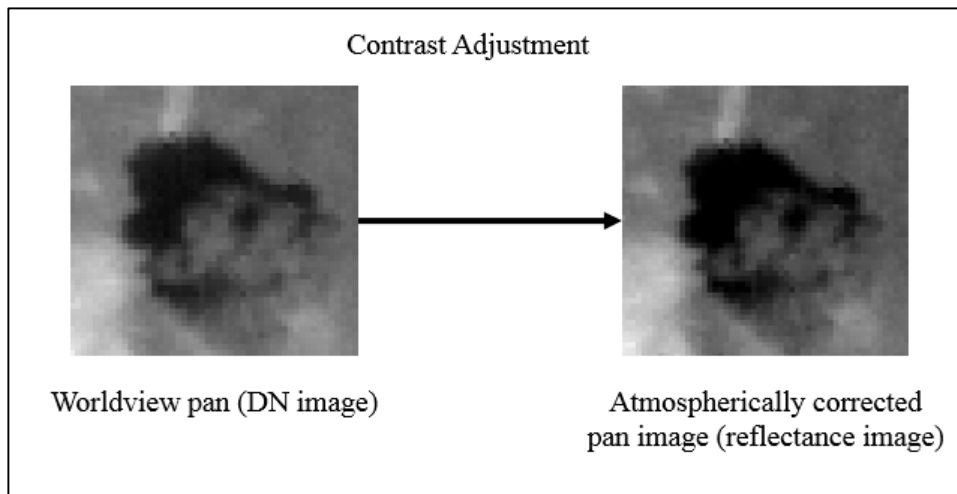 Contrast Adjustment
Worldview pan (DN image)
Atmospherically corrected
pan image (reflectance image)